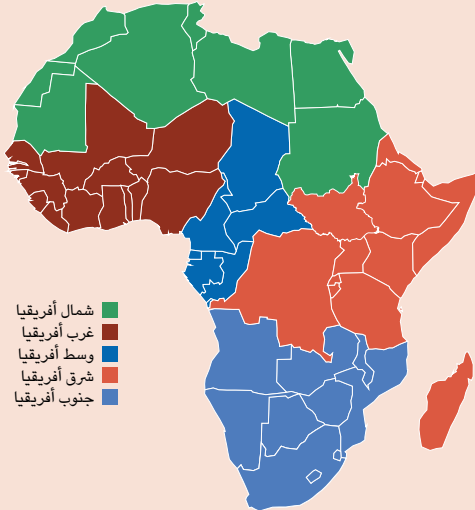 شمال أفريقيا
غرب أفريقيا
وسط أفريقيا
شرق أفريقيا
جنوب أفريقيا